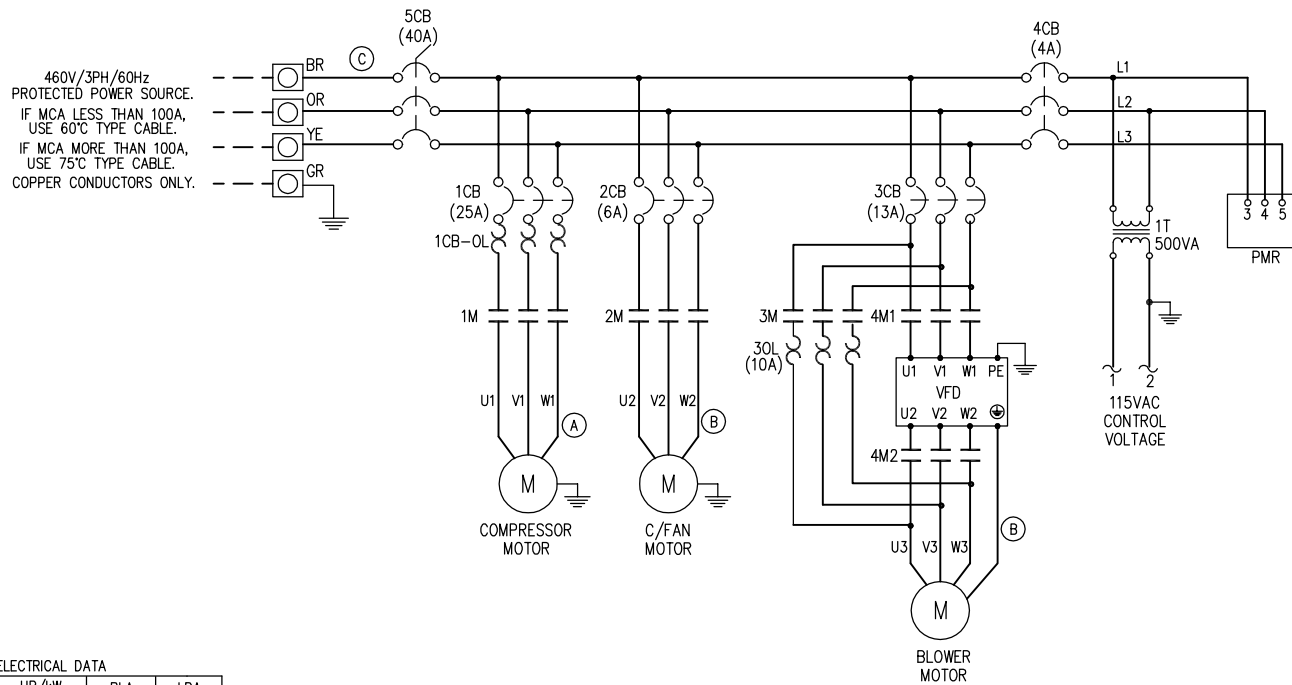 5CB
(40A)
4CB
(4A)
C
BR
L1
460V/3PH/60Hz
PROTECTED POWER SOURCE.
OR
L2
IF MCA LESS THAN 100A,
USE 60°C TYPE CABLE.
YE
L3
IF MCA MORE THAN 100A,
USE 75°C TYPE CABLE.
GR
COPPER CONDUCTORS ONLY.
1CB
(25A)
2CB
(6A)
3CB
(13A)
3 4 5
PMR
1CB-OL
1T
500VA
1M
2M
3M
4M1
3OL
(10A)
U1 V1 W1 PE
VFD
U2 V2 W2
1 2
115VAC
CONTROL
VOLTAGE
U1 V1 W1
A
U2 V2 W2
B
4M2
M
M
COMPRESSOR
MOTOR
C/FAN
MOTOR
U3 V3 W3
B
M
BLOWER
MOTOR
ELECTRICAL DATA